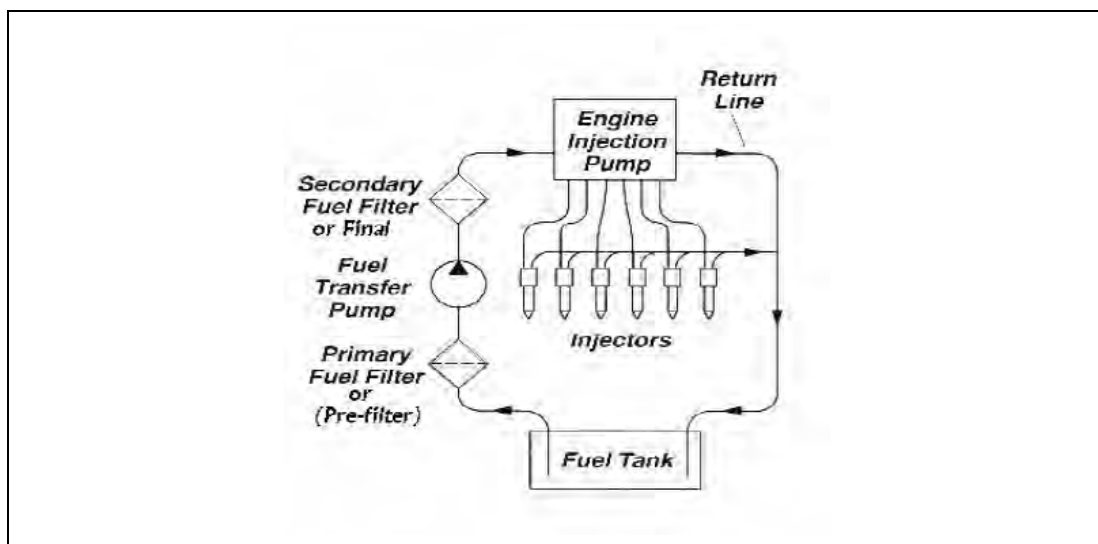 Return
Line
Engine
Injection
Pump
Secondary
Fuel Filter
or Final
Fuel
Transfer
Pump
Injectors
Primary
Fuel Filter
or
(Pre-filter)
Fuel Tank